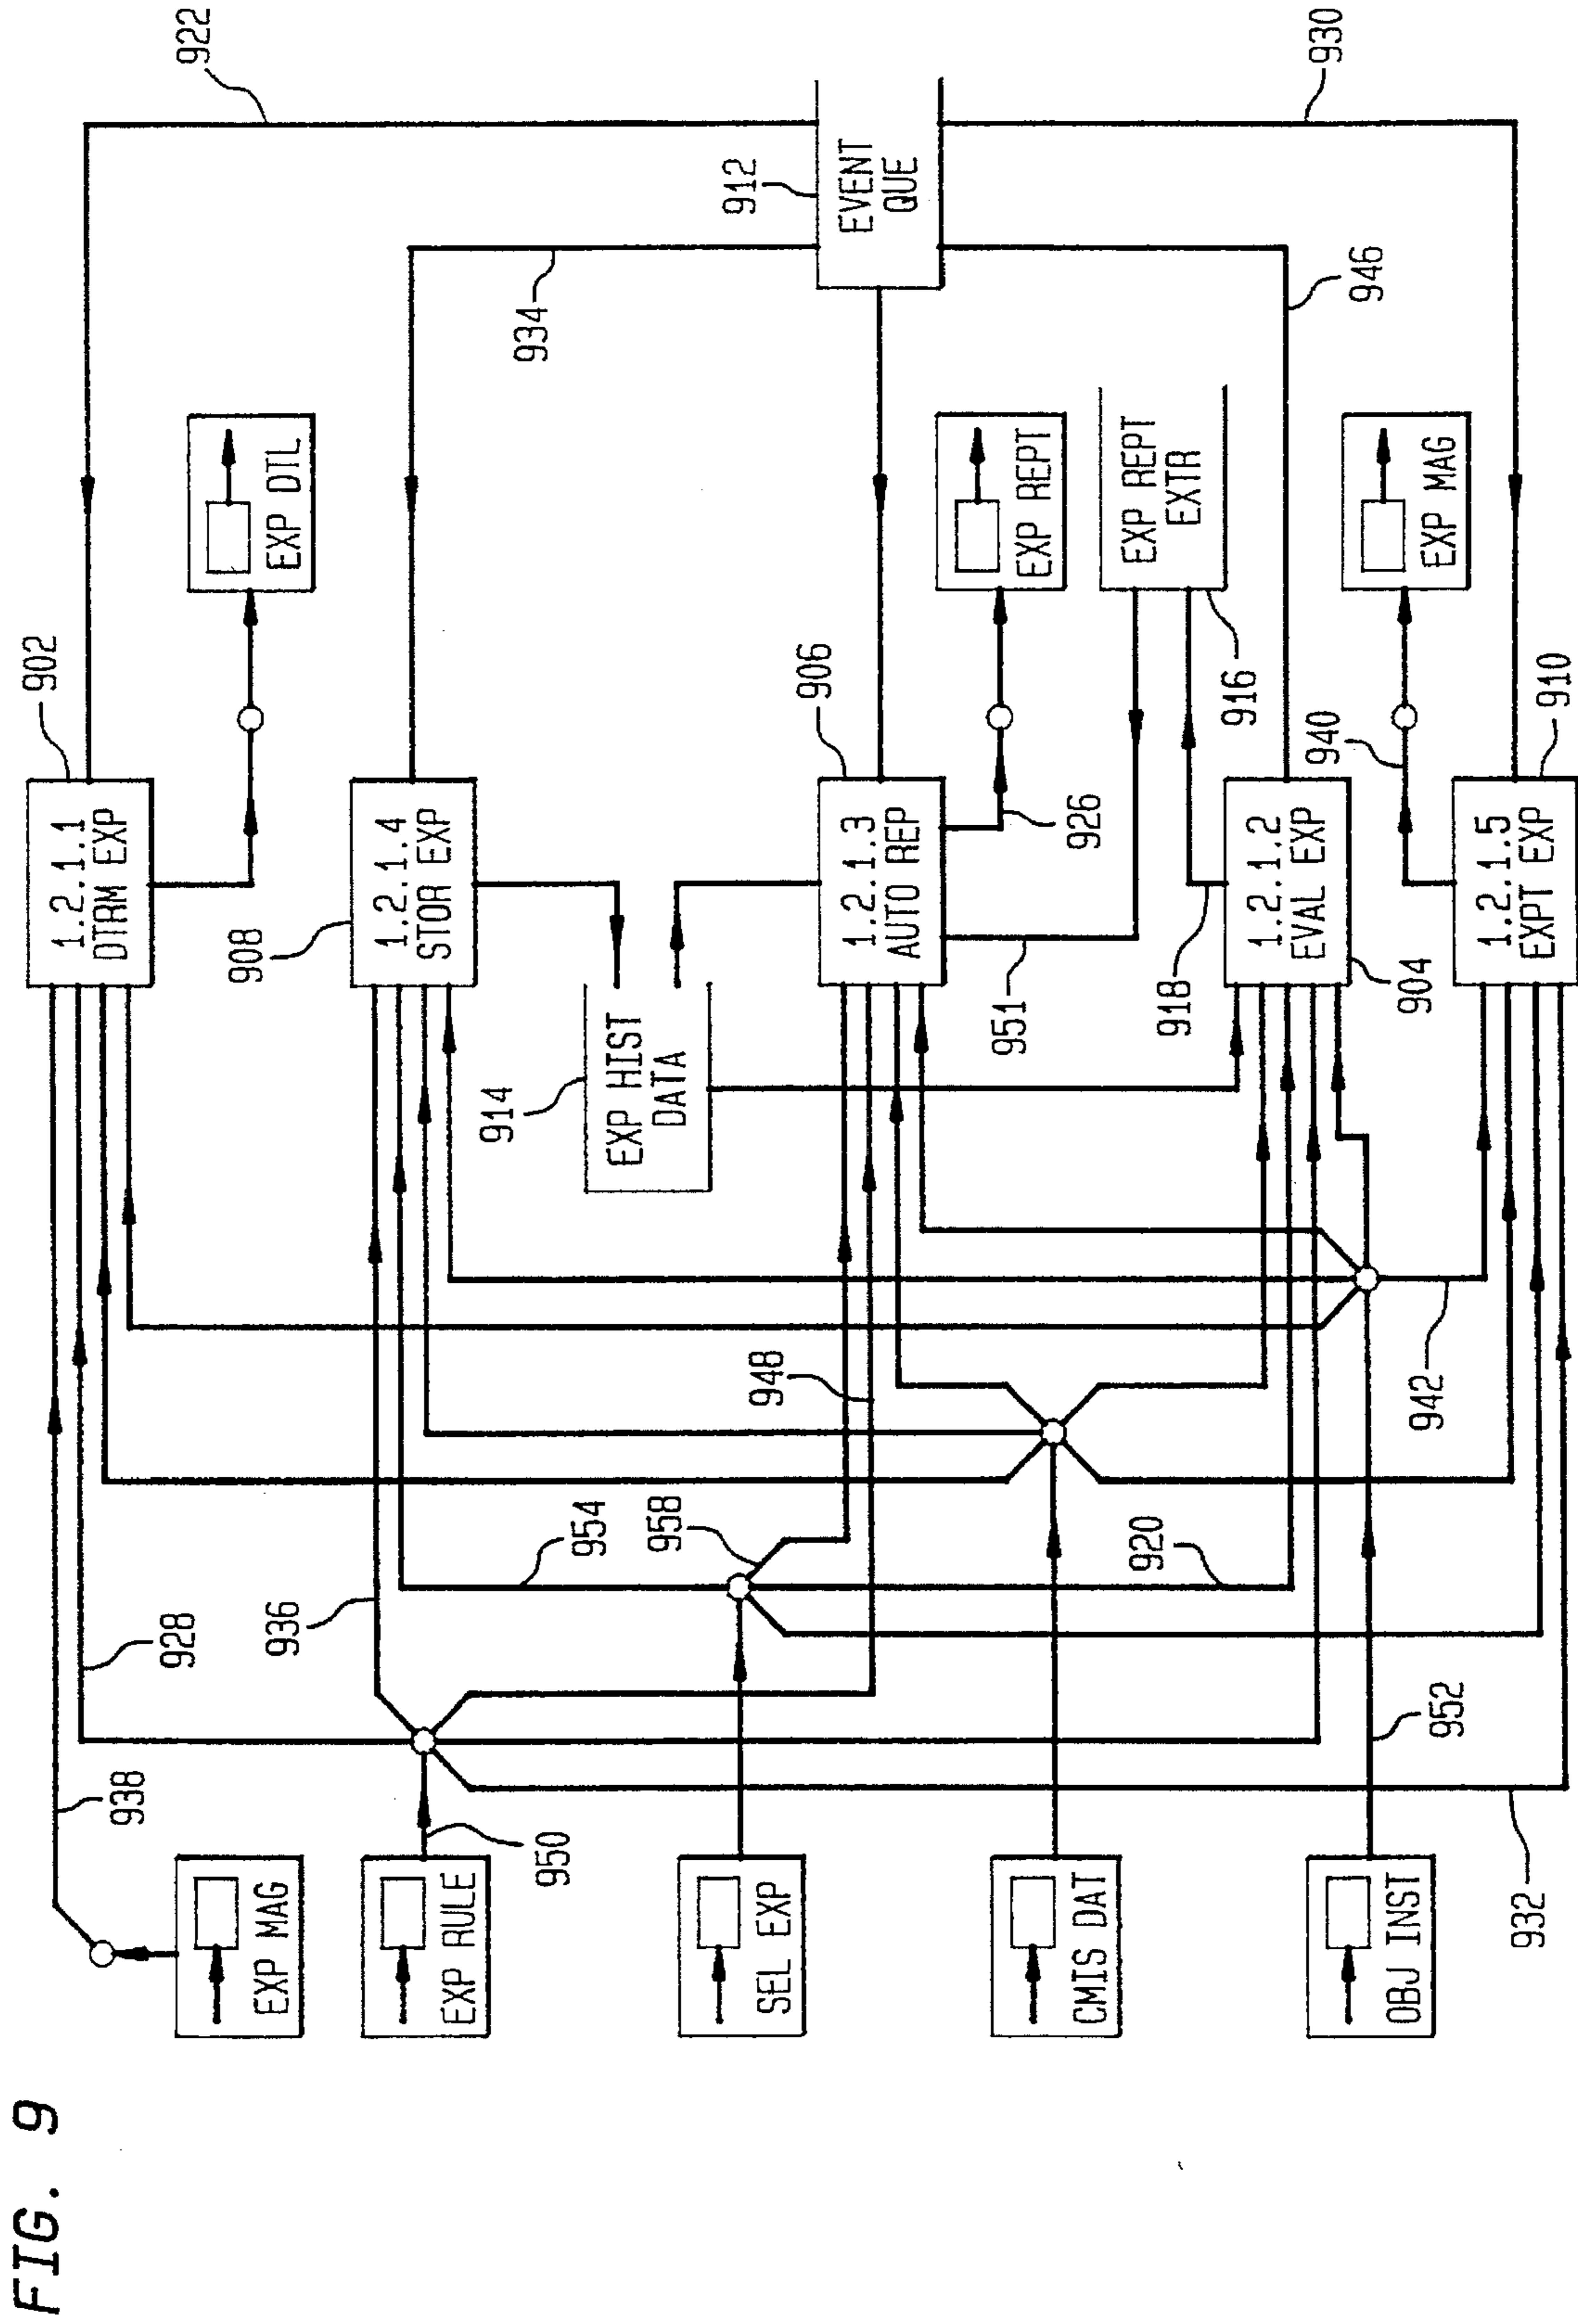 FIG. 9
EXP MAG
EXP RULE
SEL EXP
CMIS DAT
OBJ INST
938
928
936
950
954
958
920
948
952
932
942
902
1.2.1.1
DTRM EXP
908
1.2.1.4
STOR EXP
914
EXP HIST
DATA
906
1.2.1.3
AUTO REP
951
926
918
1.2.1.2
EVAL EXP
904
916
940
910
1.2.1.5
EXPT EXP
EXP DTL
EXP REPT
EXP REPT
EXTR
EXP MAG
922
934
912
EVENT
QUE
946
930